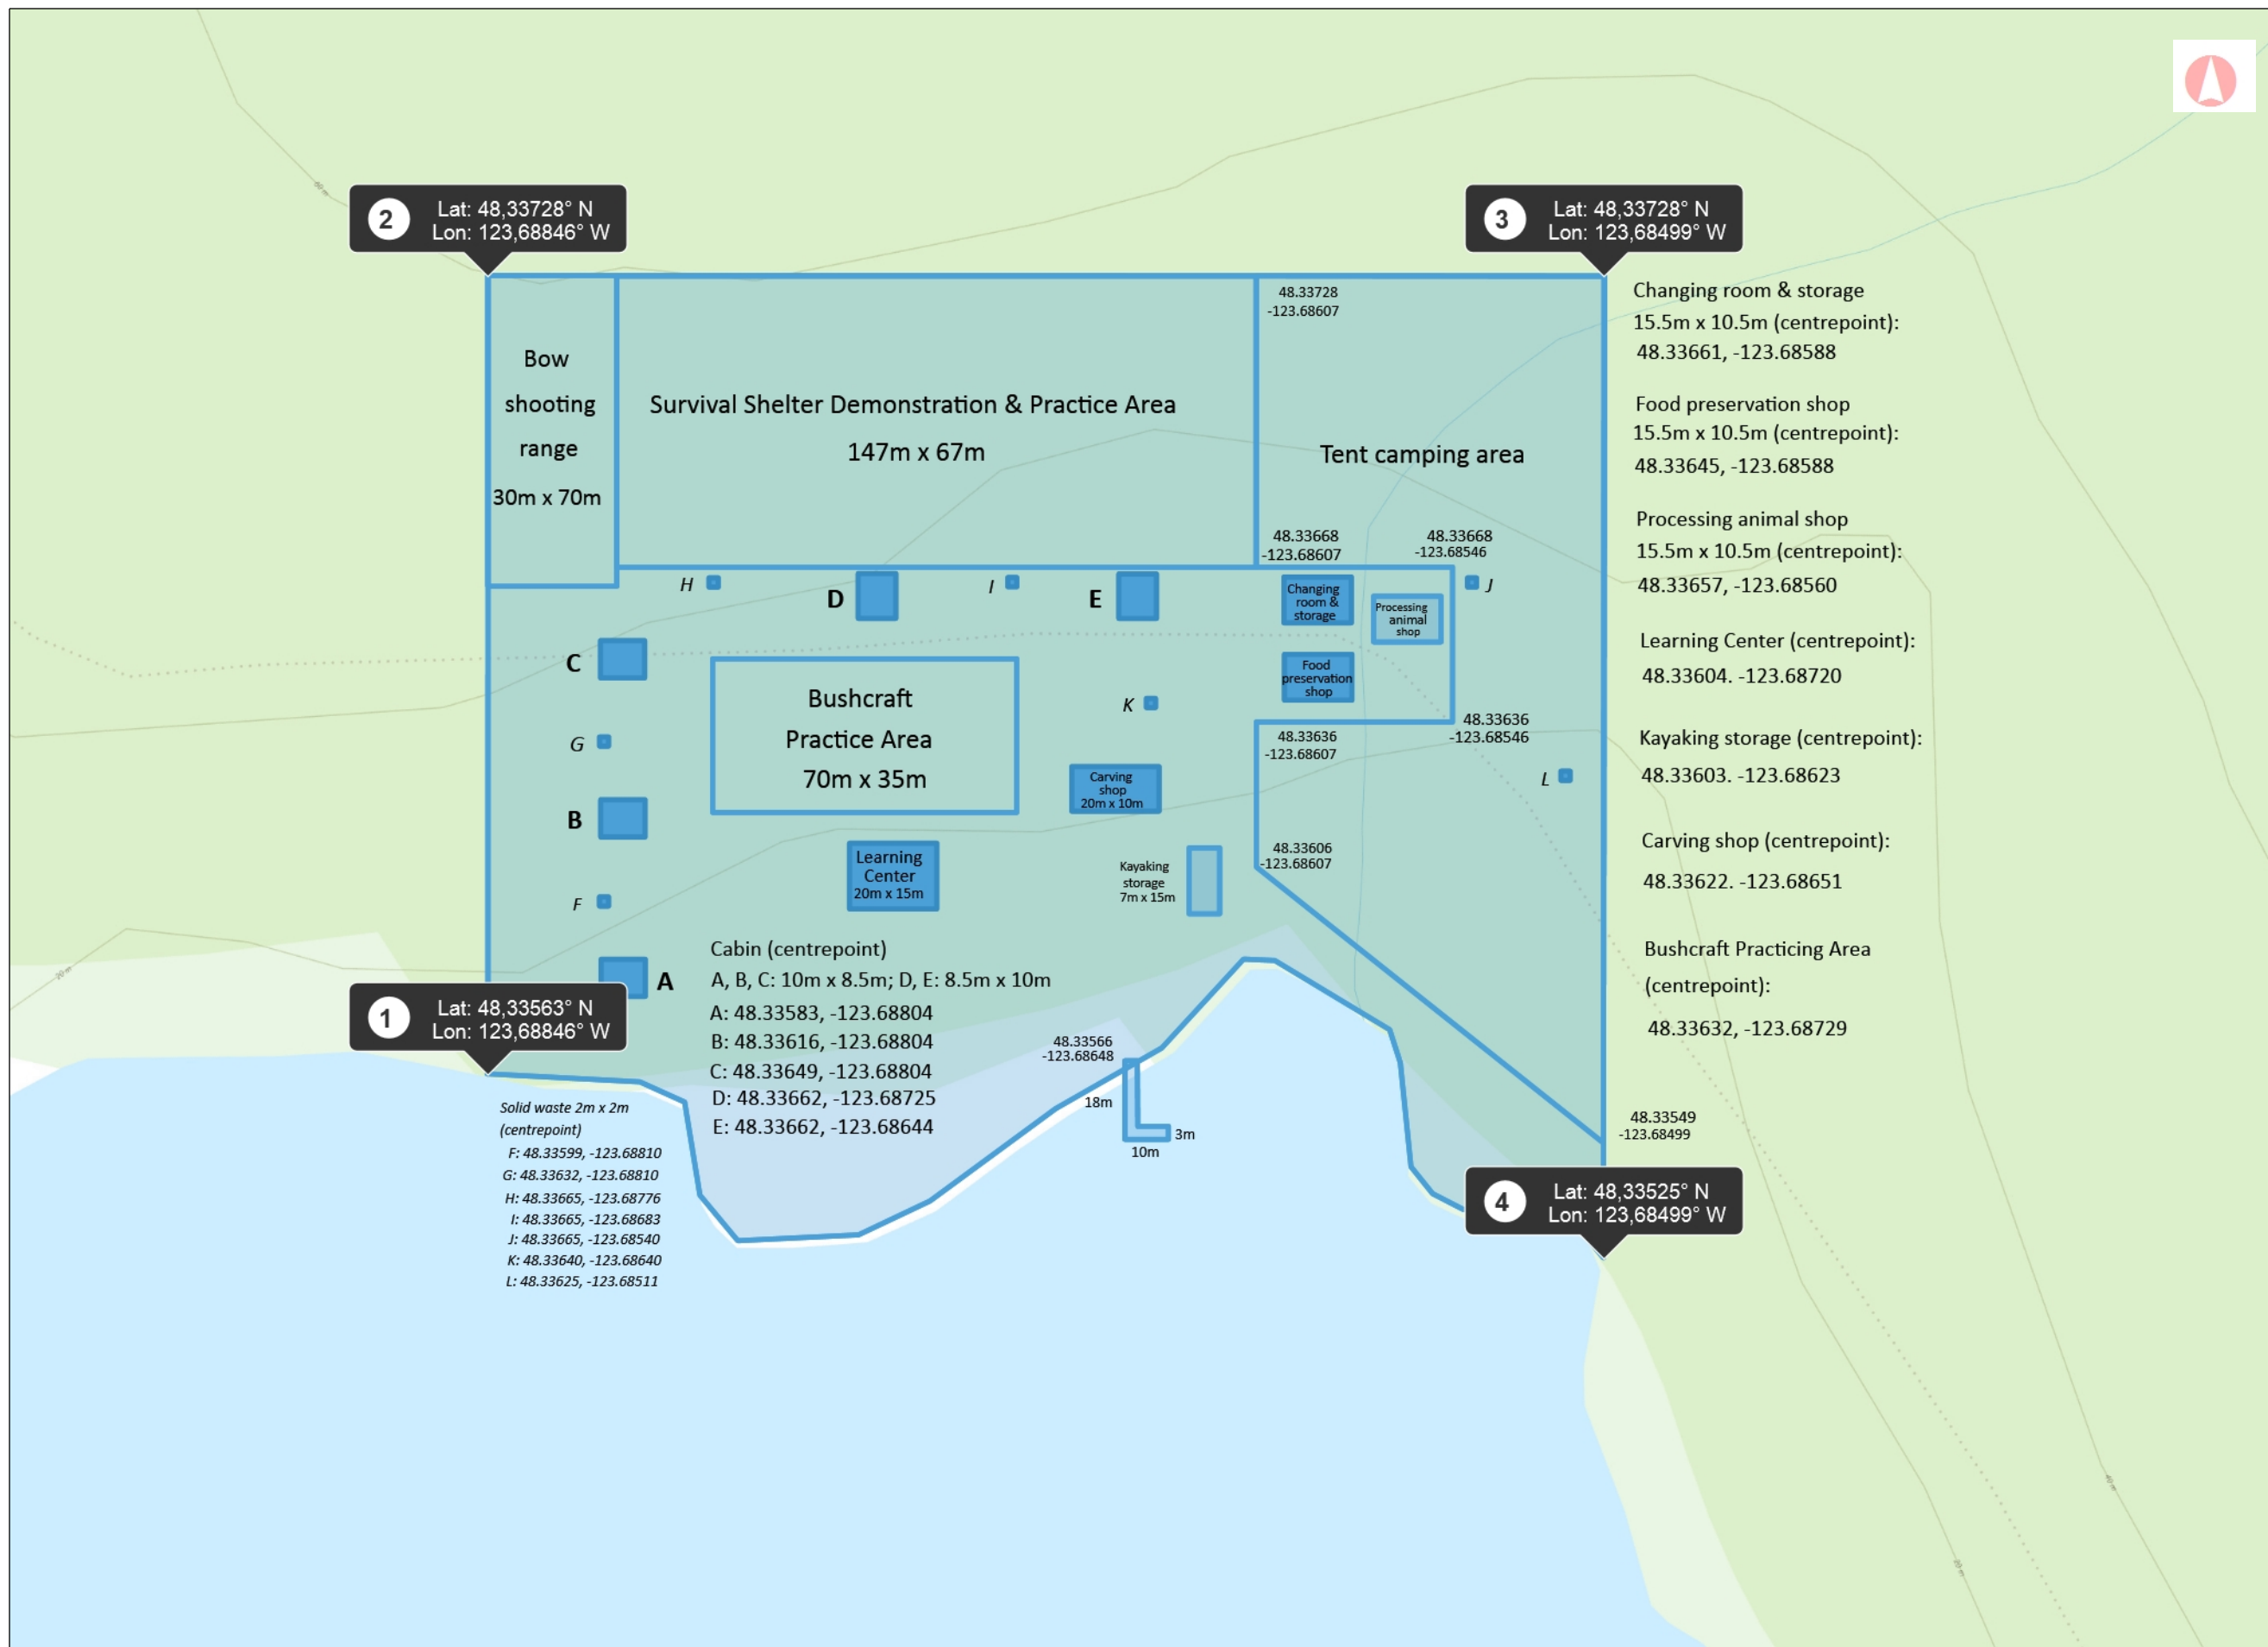 60 m
2
Lat: 48,33728° N
Lon: 123,68846° W
3
Lat: 48,33728° N
Lon: 123,68499° W
Bow
shooting
range
30m x 70m
Survival Shelter Demonstration & Practice Area
147m x 67m
48.33728
-123.68607
Tent camping area
48.33668
-123.68607
48.33668
-123.68546
H
D
I
E
Changing
room &
storage
Processing
animal
shop
J
C
Food
preservation
shop
Bushcraft
Practice Area
70m x 35m
K
G
48.33636
-123.68607
48.33636
-123.68546
L
B
Carving
shop
20m x 10m
Learning
Center
20m x 15m
Kayaking
storage
7m x 15m
48.33606
-123.68607
F
A
20 m
1
Lat: 48,33563° N
Lon: 123,68846° W
Cabin (centrepoint)
A, B, C: 10m x 8.5m; D, E: 8.5m x 10m
A: 48.33583, -123.68804
B: 48.33616, -123.68804
C: 48.33649, -123.68804
D: 48.33662, -123.68725
E: 48.33662, -123.68644
48.33566
-123.68648
18m
3m
10m
Solid waste 2m x 2m
(centrepoint)
F: 48.33599, -123.68810
G: 48.33632, -123.68810
H: 48.33665, -123.68776
I: 48.33665, -123.68683
J: 48.33665, -123.68540
K: 48.33640, -123.68640
L: 48.33625, -123.68511
48.33549
-123.68499
4
Lat: 48,33525° N
Lon: 123,68499° W
Changing room & storage
15.5m x 10.5m (centrepoint):
48.33661, -123.68588
Food preservation shop
15.5m x 10.5m (centrepoint):
48.33645, -123.68588
Processing animal shop
15.5m x 10.5m (centrepoint):
48.33657, -123.68560
Learning Center (centrepoint):
48.33604. -123.68720
Kayaking storage (centrepoint):
48.33603. -123.68623
Carving shop (centrepoint):
48.33622. -123.68651
Bushcraft Practicing Area
(centrepoint):
48.33632, -123.68729
40 m
20 m